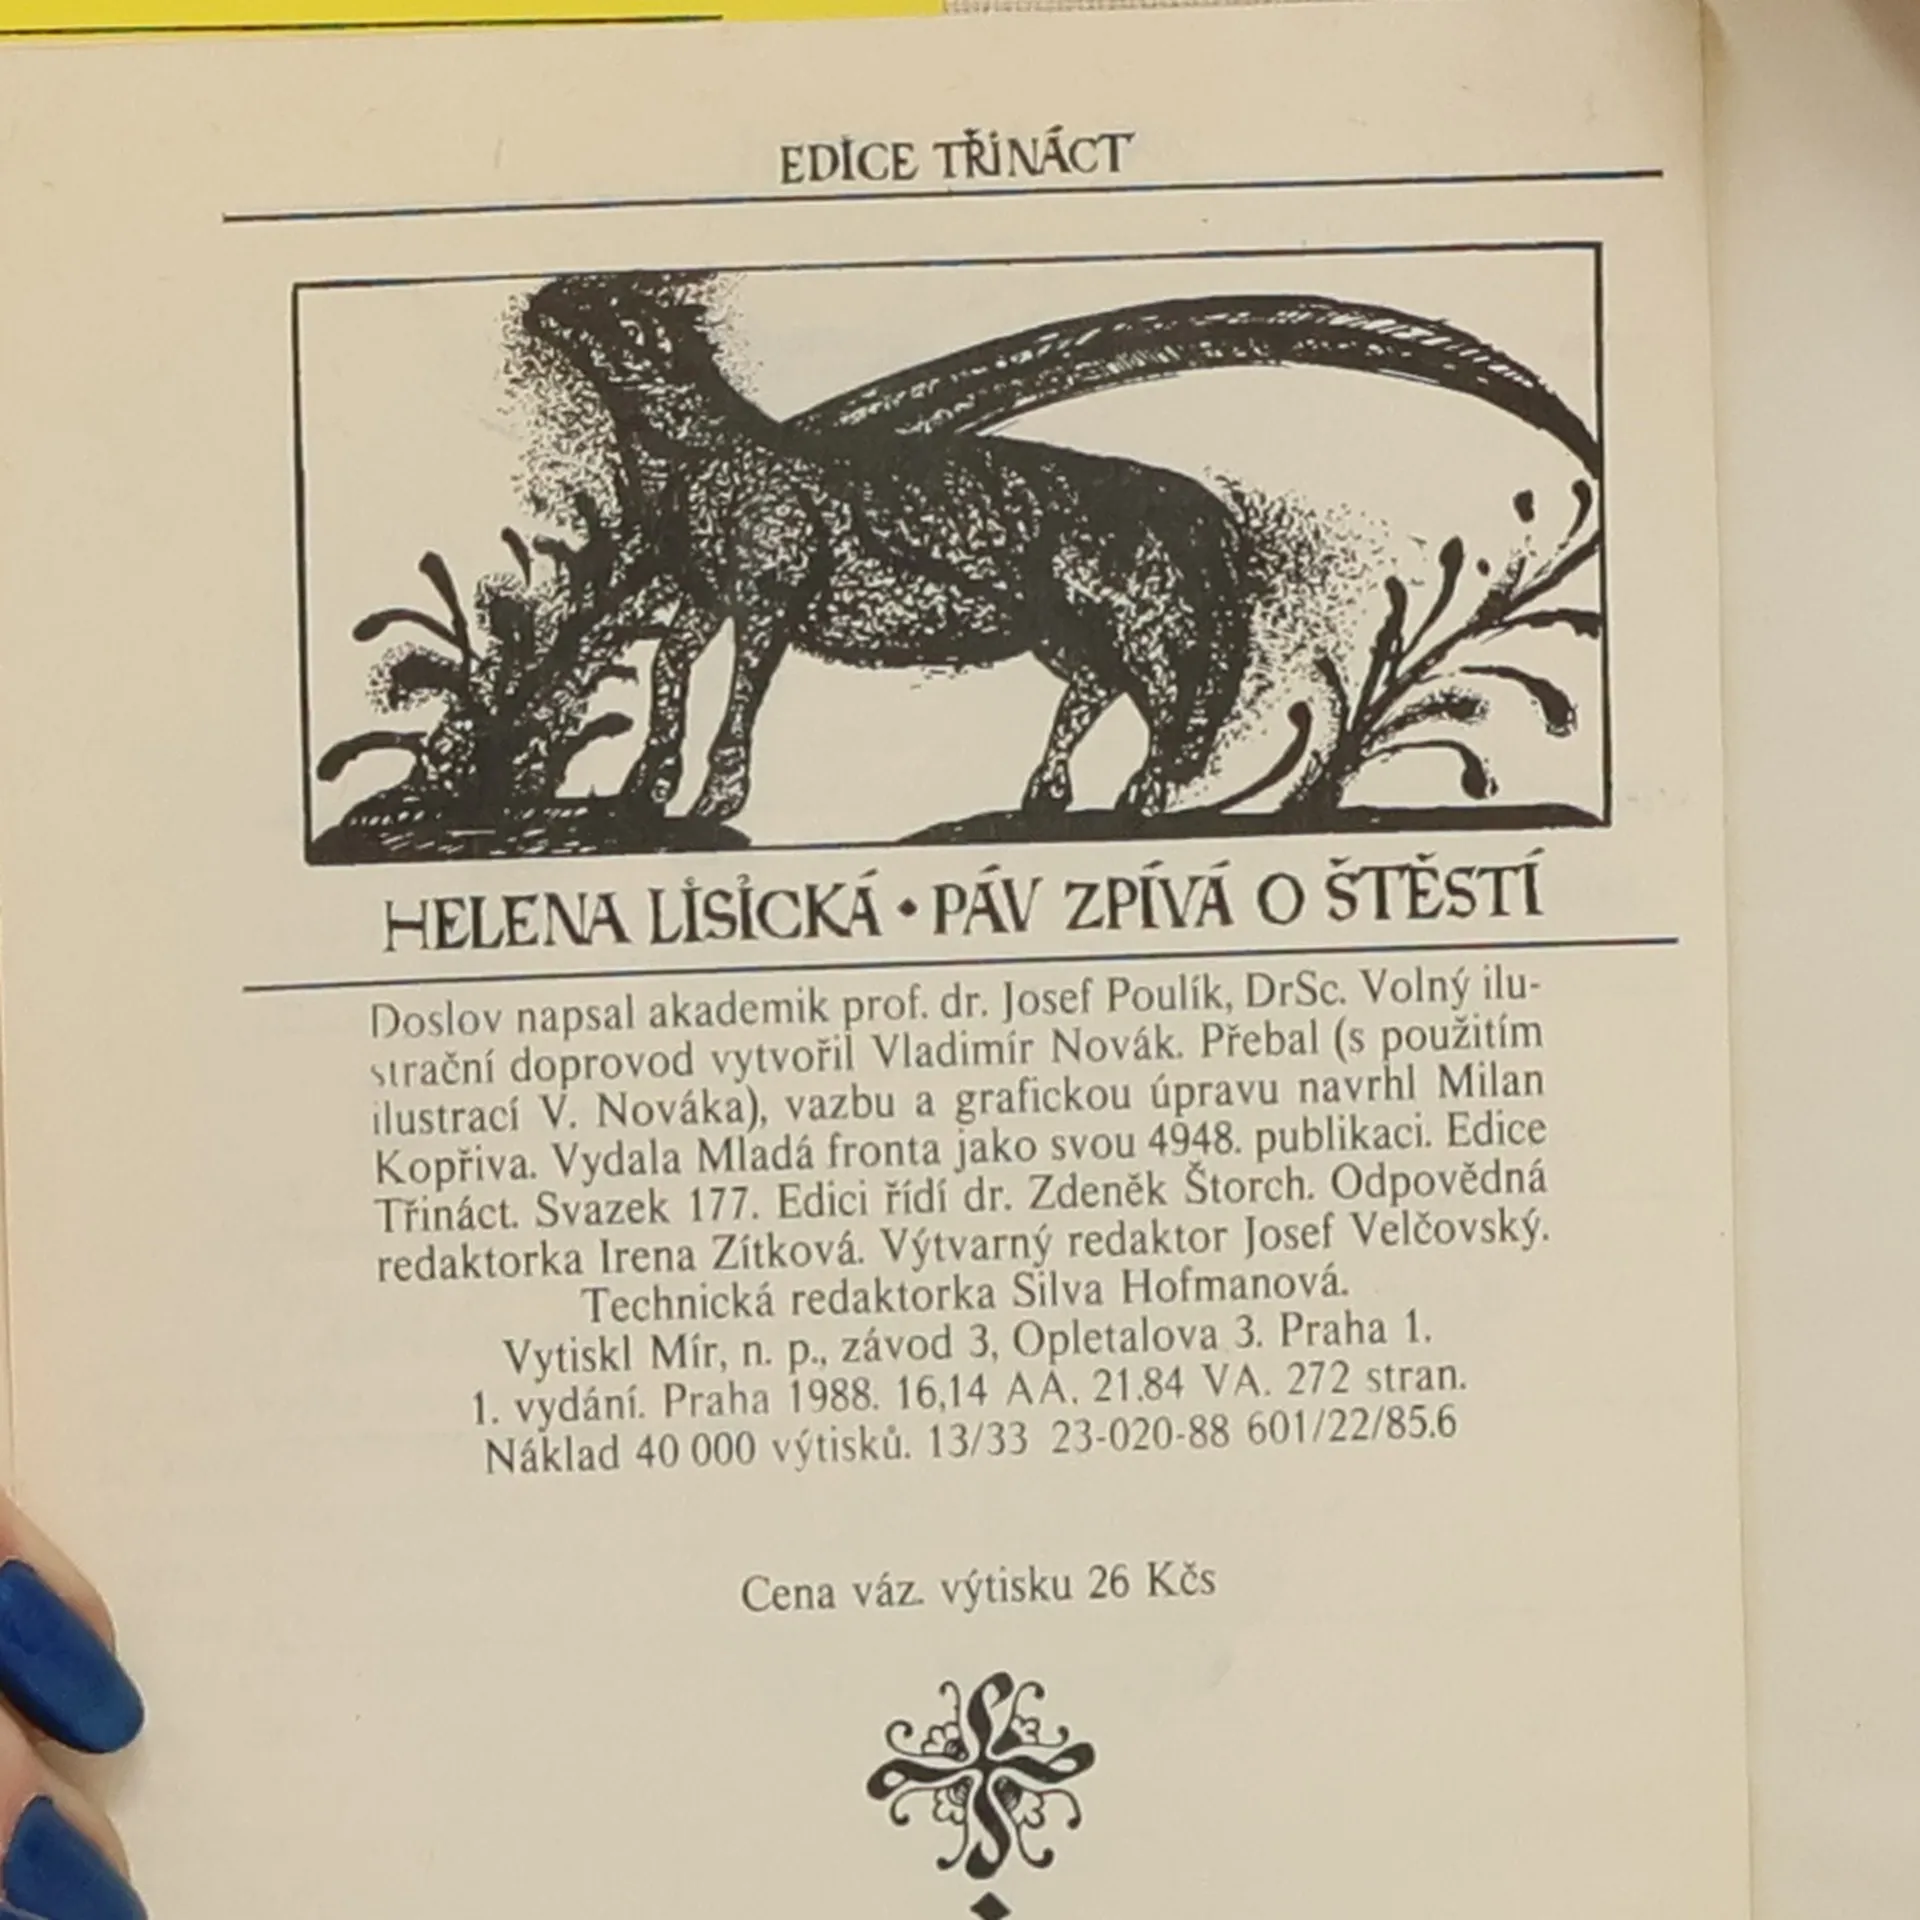 EDICE TŘINÁCT
HELENA LISICKÁ • PÁV ZPÍVÁ O ŠTĚSTÍ
Doslov napsal akademik prof. dr. Josef Poulík, DrSc. Volný ilu-
strační doprovod vytvořil Vladimír Novák. Přebal (s použitím
ilustrací V. Nováka), vazbu a grafickou úpravu navrhl Milan
Kopřiva. Vydala Mladá fronta jako svou 4948. publikaci. Edice
Třináct. Svazek 177. Edici řídí dr. Zdeněk Štorch. Odpovědná
redaktorka Irena Zítková. Výtvarný redaktor Josef Velčovský.
Technická redaktorka Silva Hofmanová.
Vytiskl Mír, n. p., závod 3, Opletalova 3. Praha 1.
1. vydání. Praha 1988. 16,14 AA. 21.84 VA. 272 stran.
Náklad 40 000 výtisků. 13/33 23-020-88 601/22/85.6
Cena váz. výtisku 26 Kčs